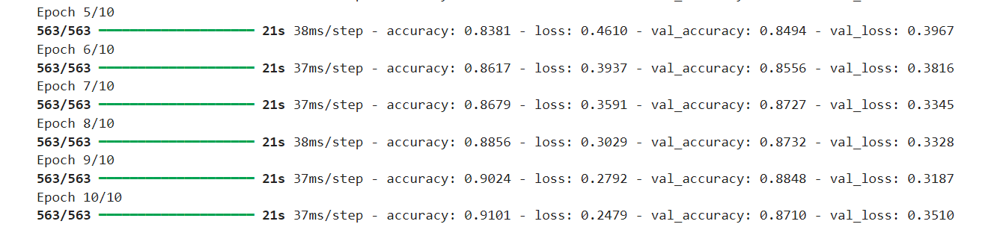 Epoch 5/10
563/563 ━━━━━━━━━━━━━━━━━━━━ 21s 38ms/step - accuracy: 0.8381 - loss: 0.4610 - val_accuracy: 0.8494 - val_loss: 0.3967
Epoch 6/10
563/563 ━━━━━━━━━━━━━━━━━━━━ 21s 37ms/step - accuracy: 0.8617 - loss: 0.3937 - val_accuracy: 0.8556 - val_loss: 0.3816
Epoch 7/10
563/563 ━━━━━━━━━━━━━━━━━━━━ 21s 37ms/step - accuracy: 0.8679 - loss: 0.3591 - val_accuracy: 0.8727 - val_loss: 0.3345
Epoch 8/10
563/563 ━━━━━━━━━━━━━━━━━━━━ 21s 38ms/step - accuracy: 0.8856 - loss: 0.3029 - val_accuracy: 0.8732 - val_loss: 0.3328
Epoch 9/10
563/563 ━━━━━━━━━━━━━━━━━━━━ 21s 37ms/step - accuracy: 0.9024 - loss: 0.2792 - val_accuracy: 0.8848 - val_loss: 0.3187
Epoch 10/10
563/563 ━━━━━━━━━━━━━━━━━━━━ 21s 37ms/step - accuracy: 0.9101 - loss: 0.2479 - val_accuracy: 0.8710 - val_loss: 0.3510